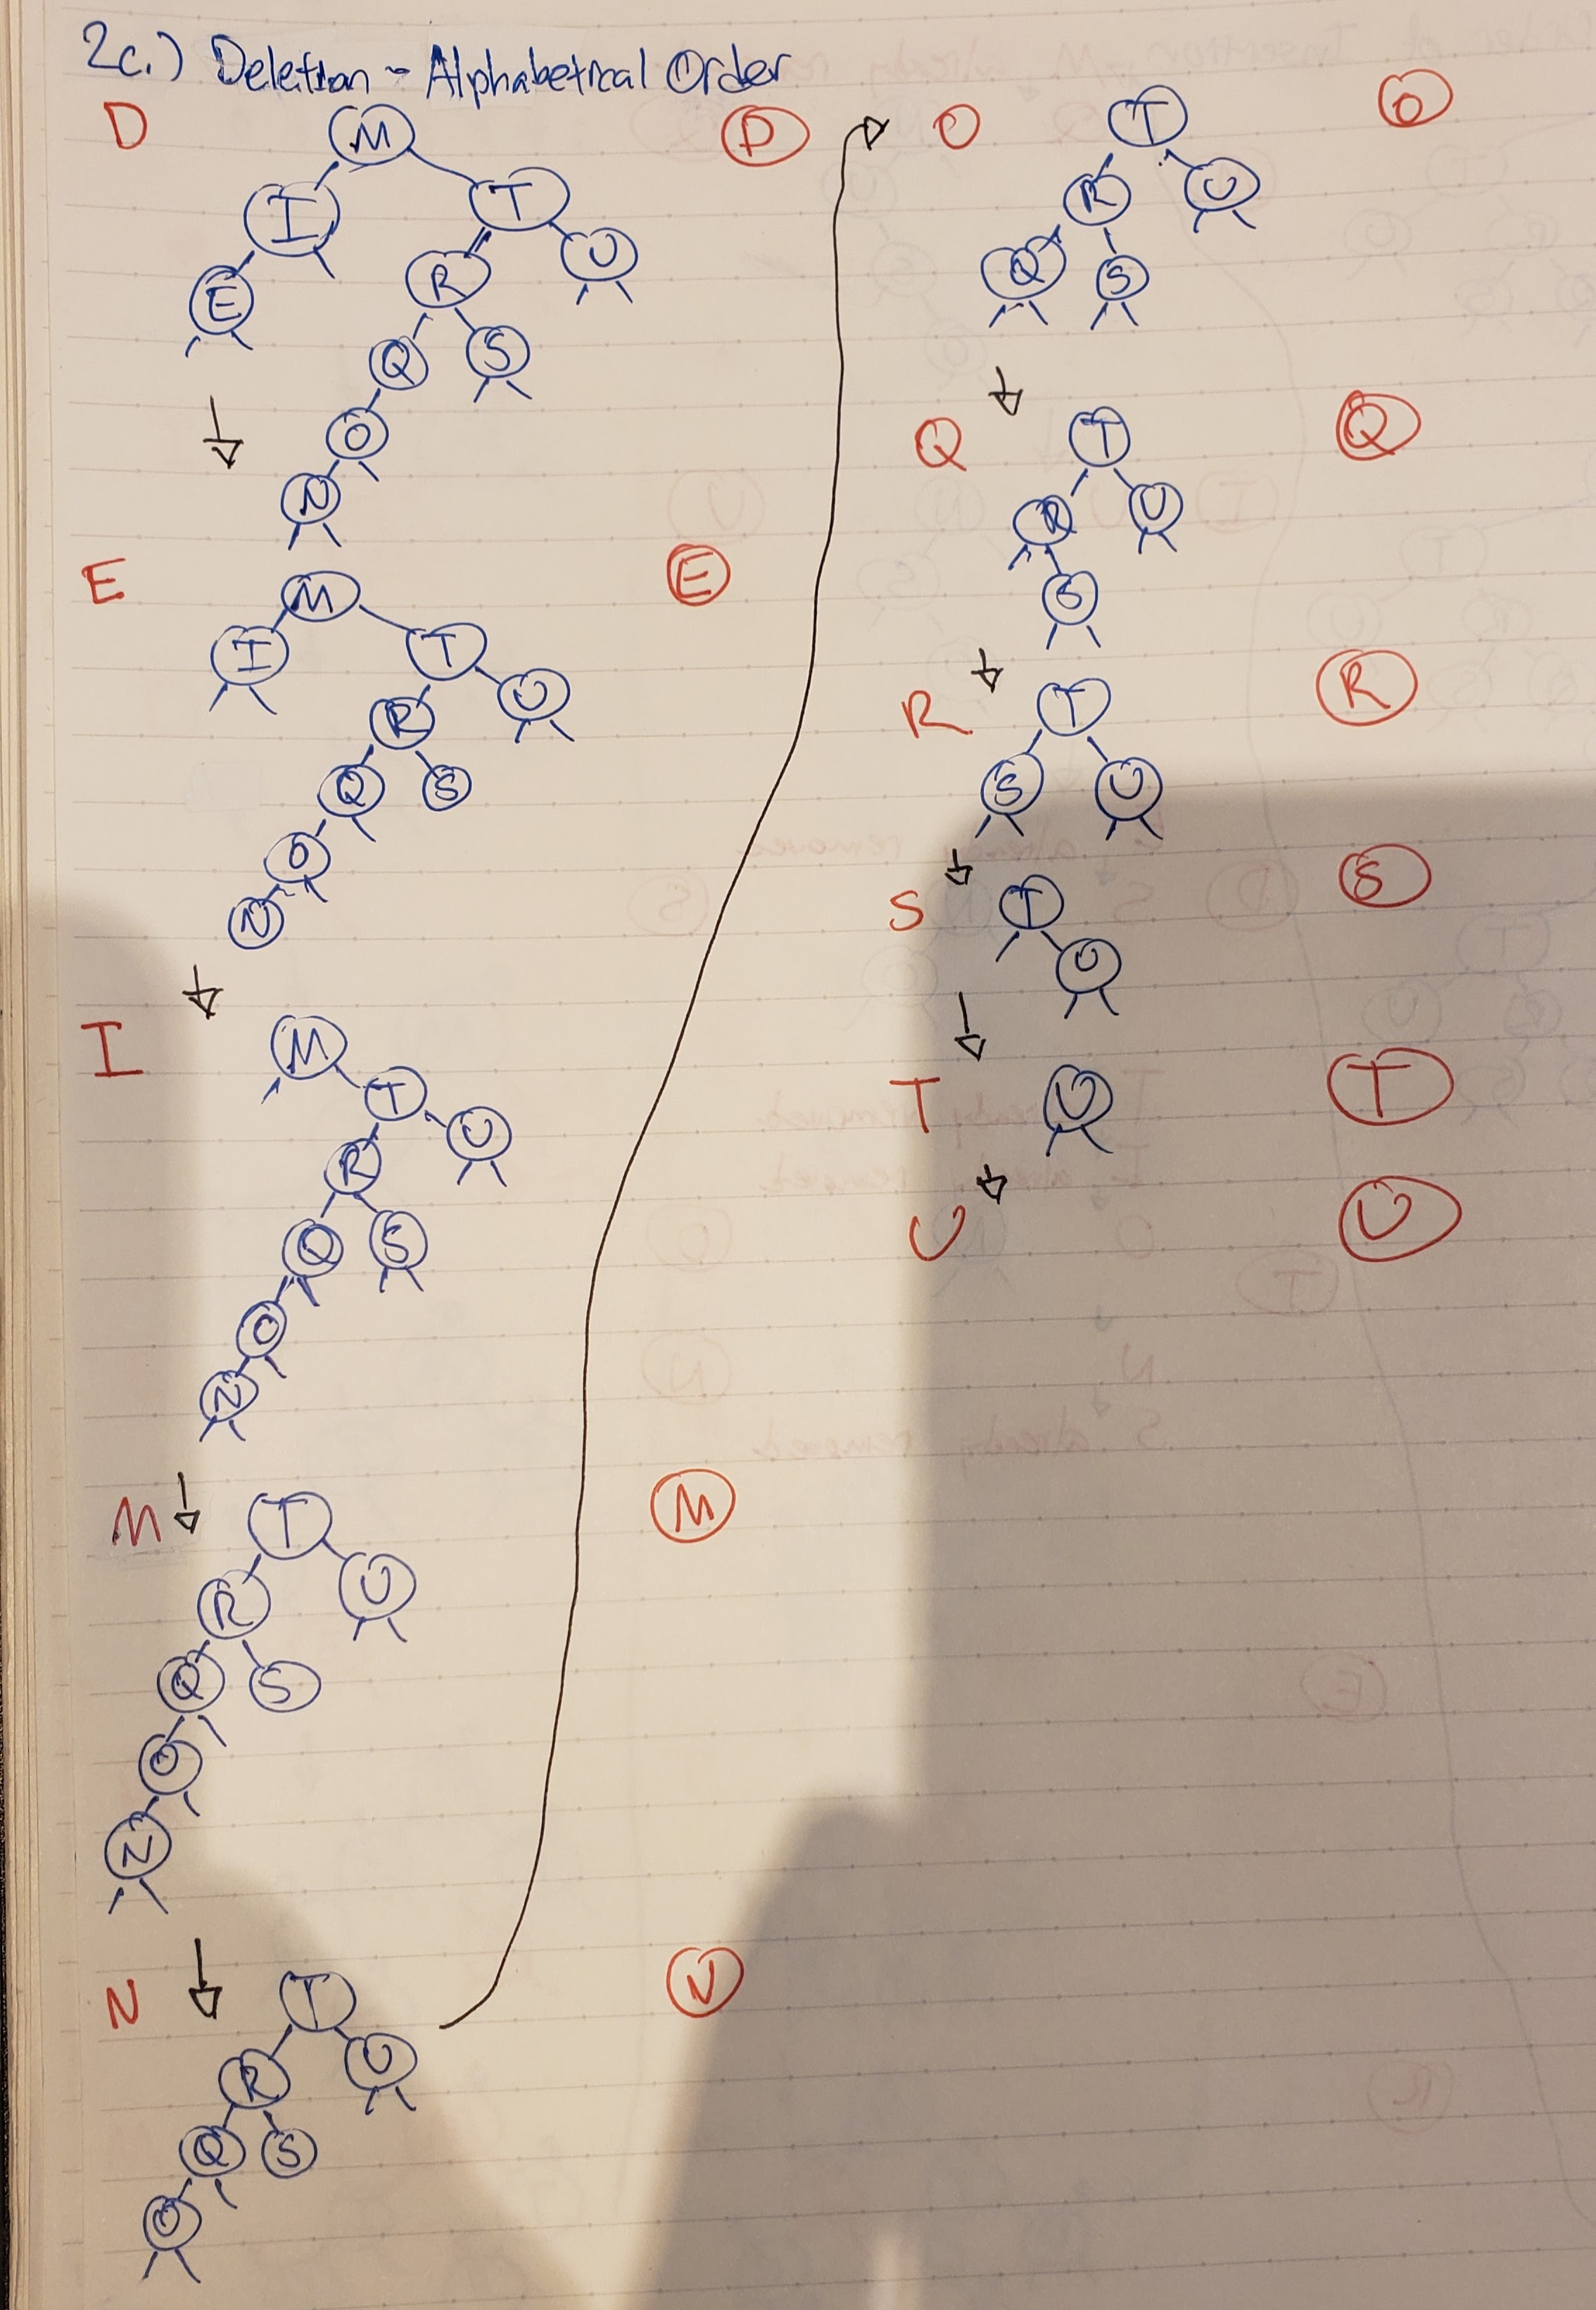 2c.) Deletion - Alphabetical Order
D M D
I T
E R U
Q S
O
N
E M E
I T
R U
Q S
O
N
I M
T
R U
Q S
O
N
M T M
R U
Q S
O
N
N T N
R U
Q S
O
O T O
R U
Q S
Q T Q
R U
S
R T R
S U
S T S
U
T U T
U U